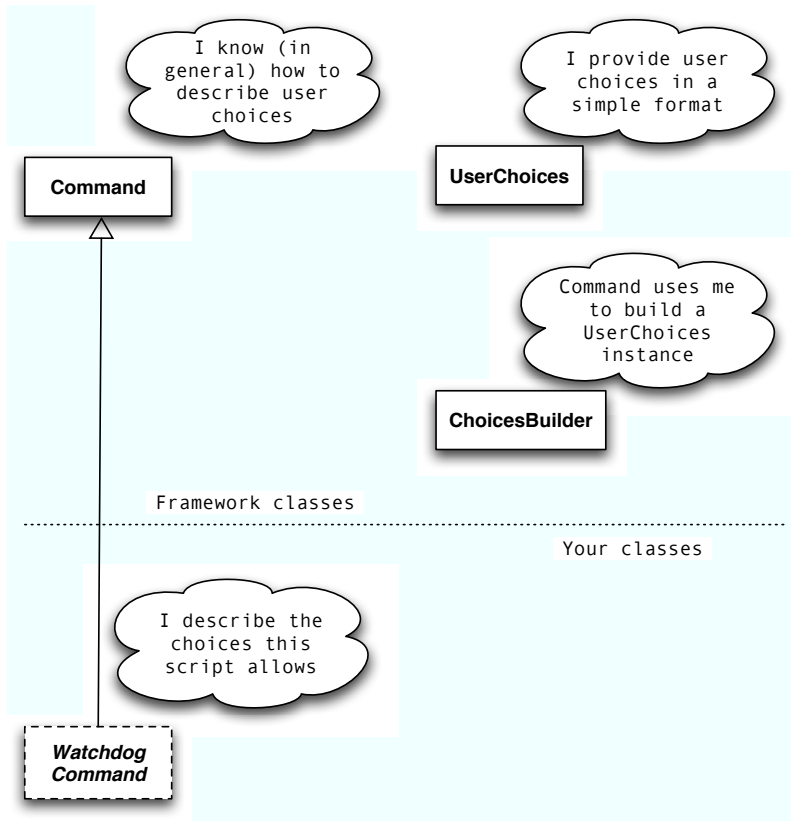 I know (in
general) how to
describe user
choices
I provide user
choices in a
simple format
Command
UserChoices
Command uses me
to build a
UserChoices
instance
ChoicesBuilder
Framework classes
Your classes
I describe the
choices this
script allows
Watchdog
Command